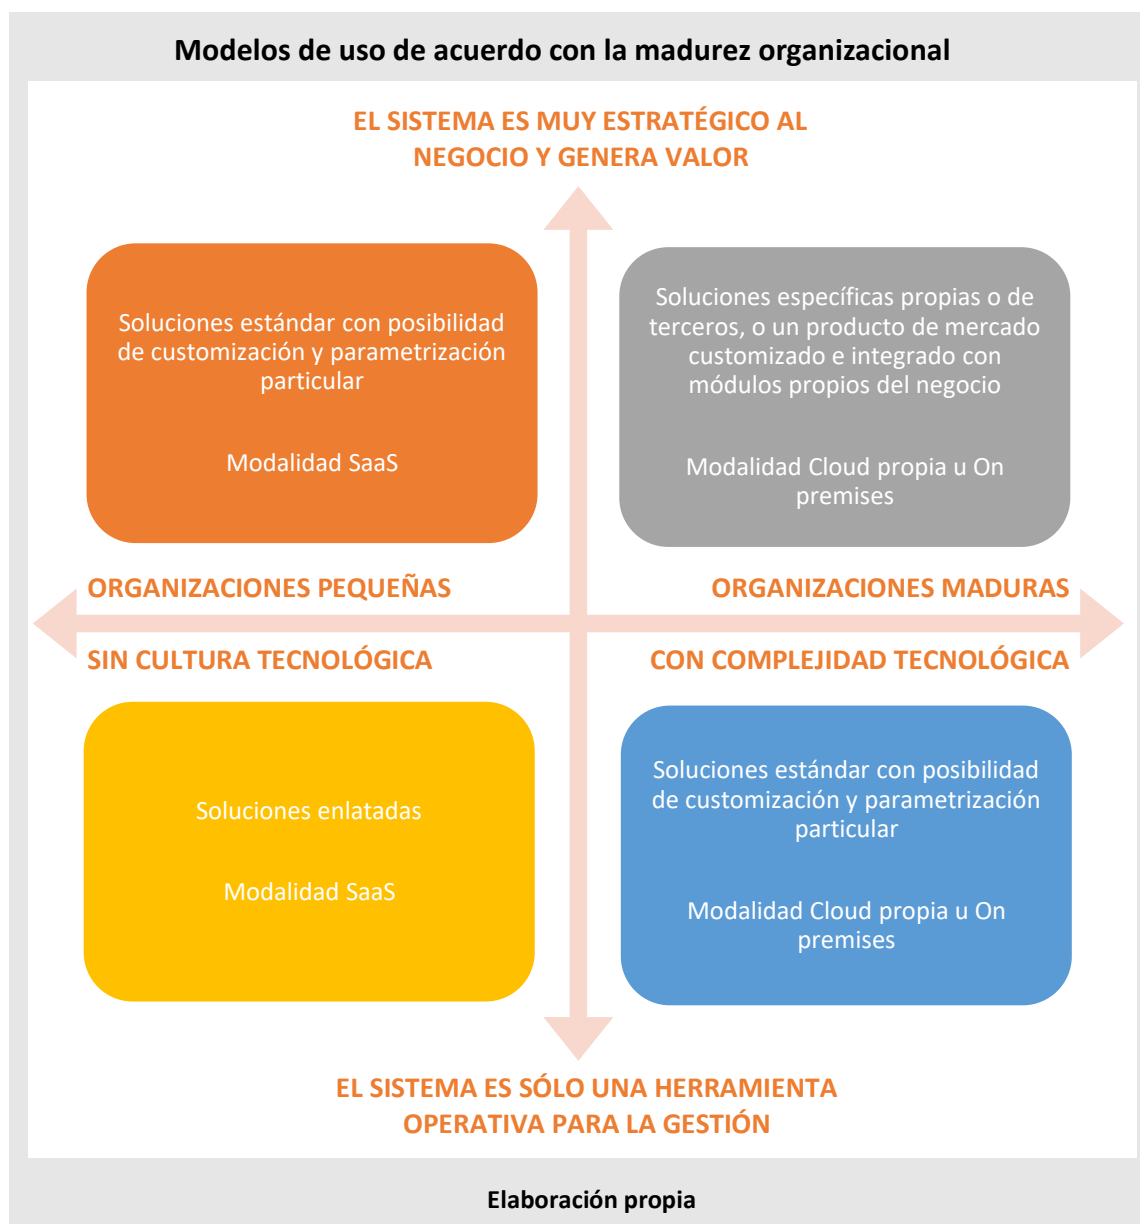 Modelos de uso de acuerdo con la madurez organizacional
EL SISTEMA ES MUY ESTRATÉGICO AL
NEGOCIO Y GENERA VALOR
Soluciones estándar con posibilidad
de customización y parametrización
particular
Modalidad SaaS
Soluciones específicas propias o de
terceros, o un producto de mercado
customizado e integrado con
módulos propios del negocio
Modalidad Cloud propia u On
premises
ORGANIZACIONES PEQUEÑAS
ORGANIZACIONES MADURAS
SIN CULTURA TECNOLÓGICA
CON COMPLEJIDAD TECNOLÓGICA
Soluciones enlatadas
Modalidad SaaS
Soluciones estándar con posibilidad
de customización y parametrización
particular
Modalidad Cloud propia u On
premises
EL SISTEMA ES SÓLO UNA HERRAMIENTA
OPERATIVA PARA LA GESTIÓN
Elaboración propia